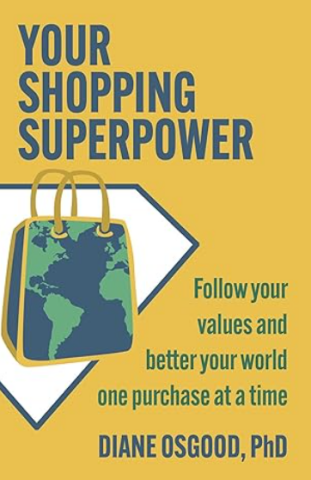 YOUR
SHOPPING
SUPERPOWER
Follow your
values and
better your world
one purchase at a time
DIANE OSGOOD, PhD